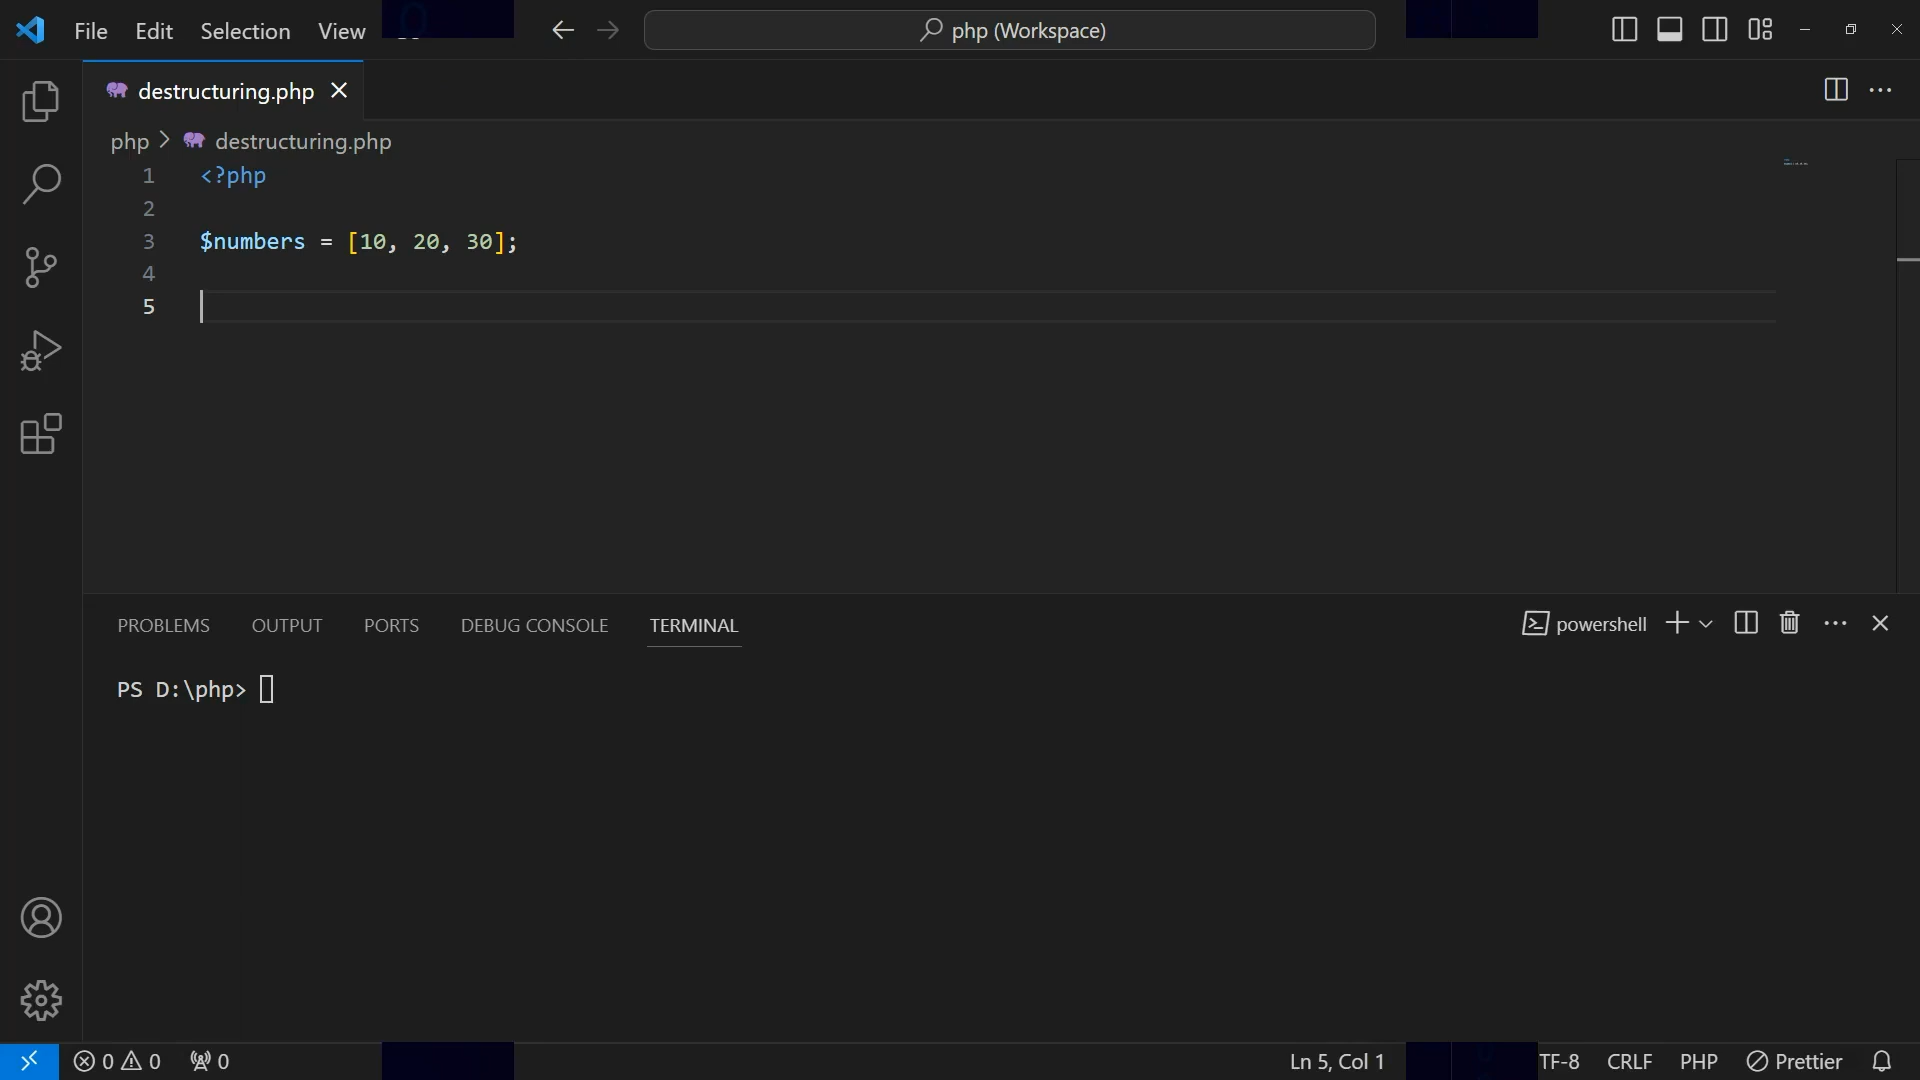 File Edit Selection View
php (Workspace)
destructuring.php
php > destructuring.php
1 <?php
2
3 $numbers = [10, 20, 30];
4
5
PROBLEMS OUTPUT PORTS DEBUG CONSOLE TERMINAL
powershell
PS D:\php>
0 0 0
Ln 5, Col 1
TF-8 CRLF PHP Prettier